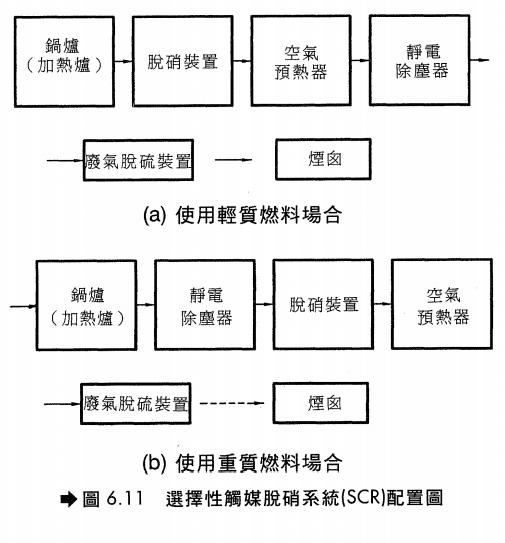 鍋爐
（加熱爐）
脫硝裝置
空氣
預熱器
靜電
除塵器
廢氣脫硫裝置
煙囪
(a) 使用輕質燃料場合
鍋爐
（加熱爐）
靜電
除塵器
脫硝裝置
空氣
預熱器
廢氣脫硫裝置
煙囪
(b) 使用重質燃料場合
➡ 圖 6.11 選擇性觸媒脫硝系統(SCR)配置圖